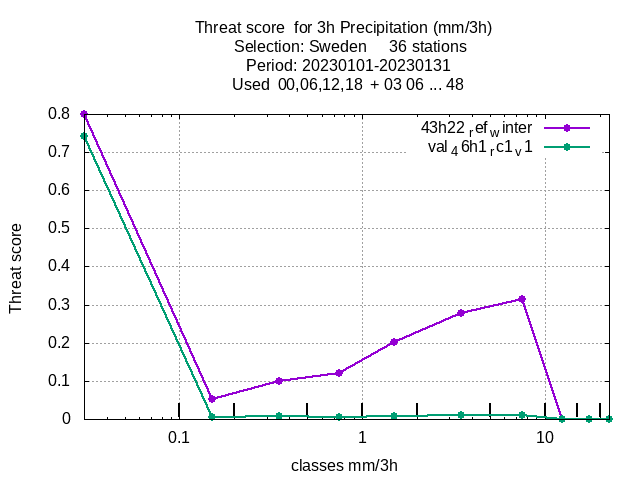 Threat score  for 3h Precipitation (mm/3h)
Selection: Sweden     36 stations
Period: 20230101-20230131
Used  00,06,12,18  + 03 06 ... 48
43h22_refwinter
val46h1rc1v1
0.8
0.7
0.6
0.5
0.4
0.3
0.2
0.1
0
Threat score
0.1 1 10
classes mm/3h